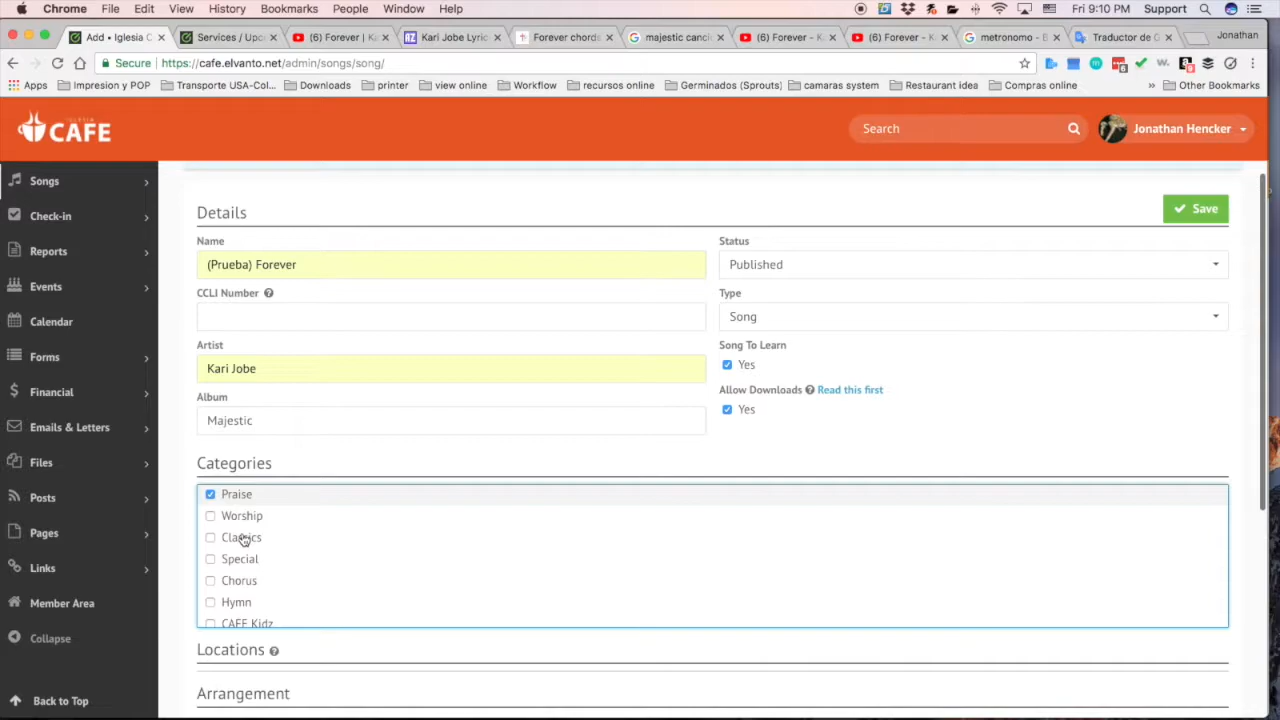 Chrome File Edit View History Bookmarks People Window Help Fri 9:10 PM Support
Add • Iglesia C Services / Upco (6) Forever | Ka Kari Jobe Lyric Forever chords majestic canci (6) Forever - K (6) Forever - K metronomo - B Traductor de G Jonathan
Secure https://cafe.elvanto.net/admin/songs/song/
Apps Impresion y POP Transporte USA-Col... Downloads printer view online Workflow recursos online Germinados (Sprouts) camaras system Restaurant idea Compras online » Other Bookmarks
IGLESIA
CAFE
Search
Jonathan Hencker
Songs
Check-in
Reports
Events
Calendar
Forms
Financial
Emails & Letters
Files
Posts
Pages
Links
Member Area
Collapse
Back to Top
Details
Save
Name
(Prueba) Forever
Status
Published
CCLI Number
Type
Song
Artist
Kari Jobe
Song To Learn
Yes
Allow Downloads Read this first
Yes
Album
Majestic
Categories
Praise
Worship
Classics
Special
Chorus
Hymn
CAFE Kidz
Locations
Arrangement